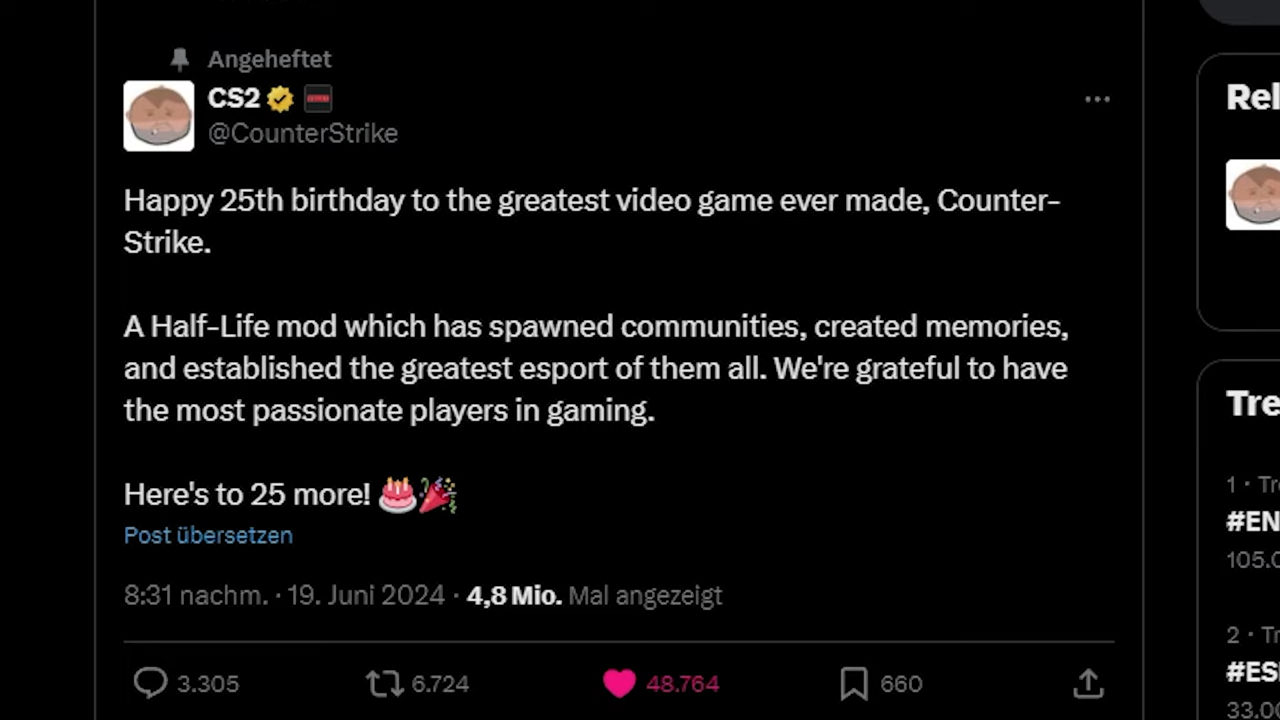 Angeheftet
CS2
@CounterStrike
Happy 25th birthday to the greatest video game ever made, Counter-
Strike.
A Half-Life mod which has spawned communities, created memories,
and established the greatest esport of them all. We're grateful to have
the most passionate players in gaming.
Here's to 25 more!
Post übersetzen
8:31 nachm. · 19. Juni 2024 · 4,8 Mio. Mal angezeigt
3.305 6.724 48.764 660
Rel
Tre
1 · Tr
#EN
105.0
2 · Tr
#ES
33.0